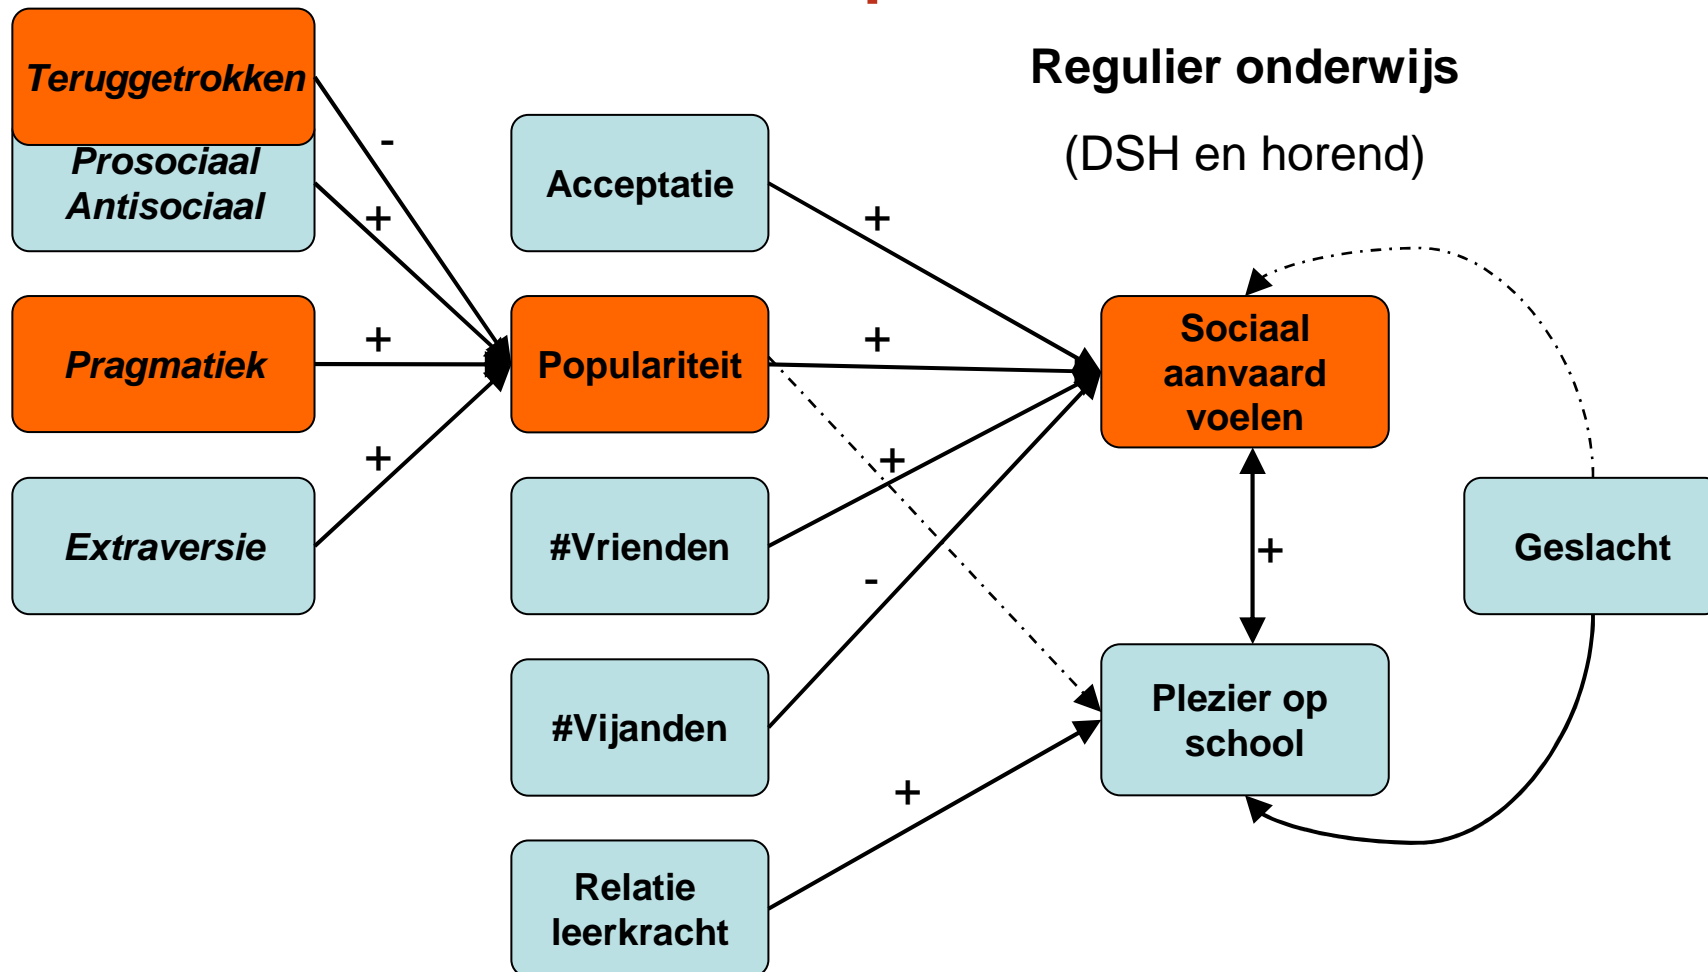 Regulier onderwijs
(DSH en horend)
Teruggetrokken
Prosociaal
Antisociaal
Pragmatiek
Extraversie
-
+
+
+
Acceptatie
Populariteit
#Vrienden
#Vijanden
Relatie
leerkracht
+
+
+
-
+
Sociaal
aanvaard
voelen
+
Plezier op
school
Geslacht